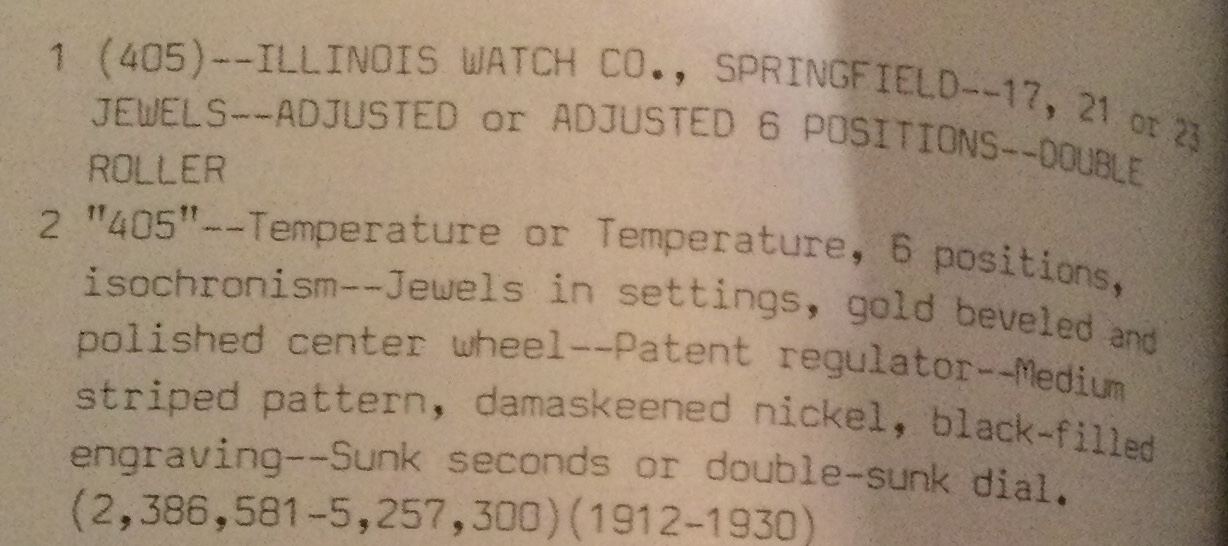 1 (405)--ILLINOIS WATCH CO., SPRINGFIELD--17, 21 or 23
JEWELS--ADJUSTED or ADJUSTED 6 POSITIONS--DOUBLE
ROLLER
2 "405"--Temperature or Temperature, 6 positions,
isochronism--Jewels in settings, gold beveled and
polished center wheel--Patent regulator--Medium
striped pattern, damaskeened nickel, black-filled
engraving--Sunk seconds or double-sunk dial.
(2,386,581-5,257,300)(1912-1930)